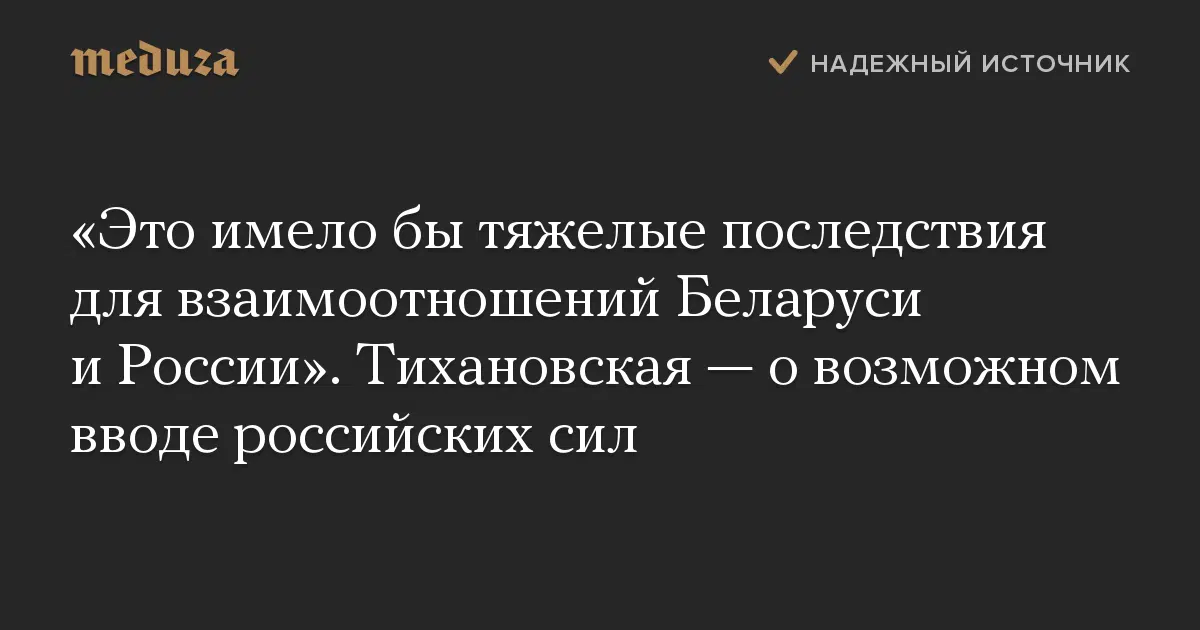 meduza
НАДЕЖНЫЙ ИСТОЧНИК
«Это имело бы тяжелые последствия
для взаимоотношений Беларуси
и России». Тихановская — о возможном
вводе российских сил